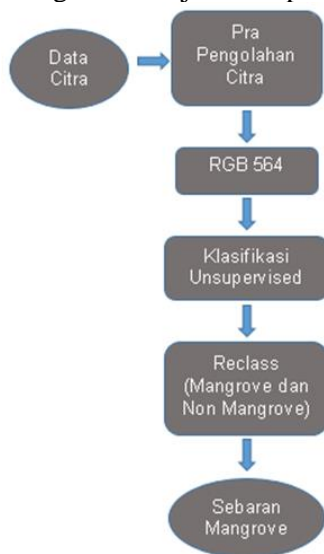 Data
Citra
Pra
Pengolahan
Citra
RGB 564
Klasifikasi
Unsupervised
Reclass
(Mangrove dan
Non Mangrove)
Sebaran
Mangrove